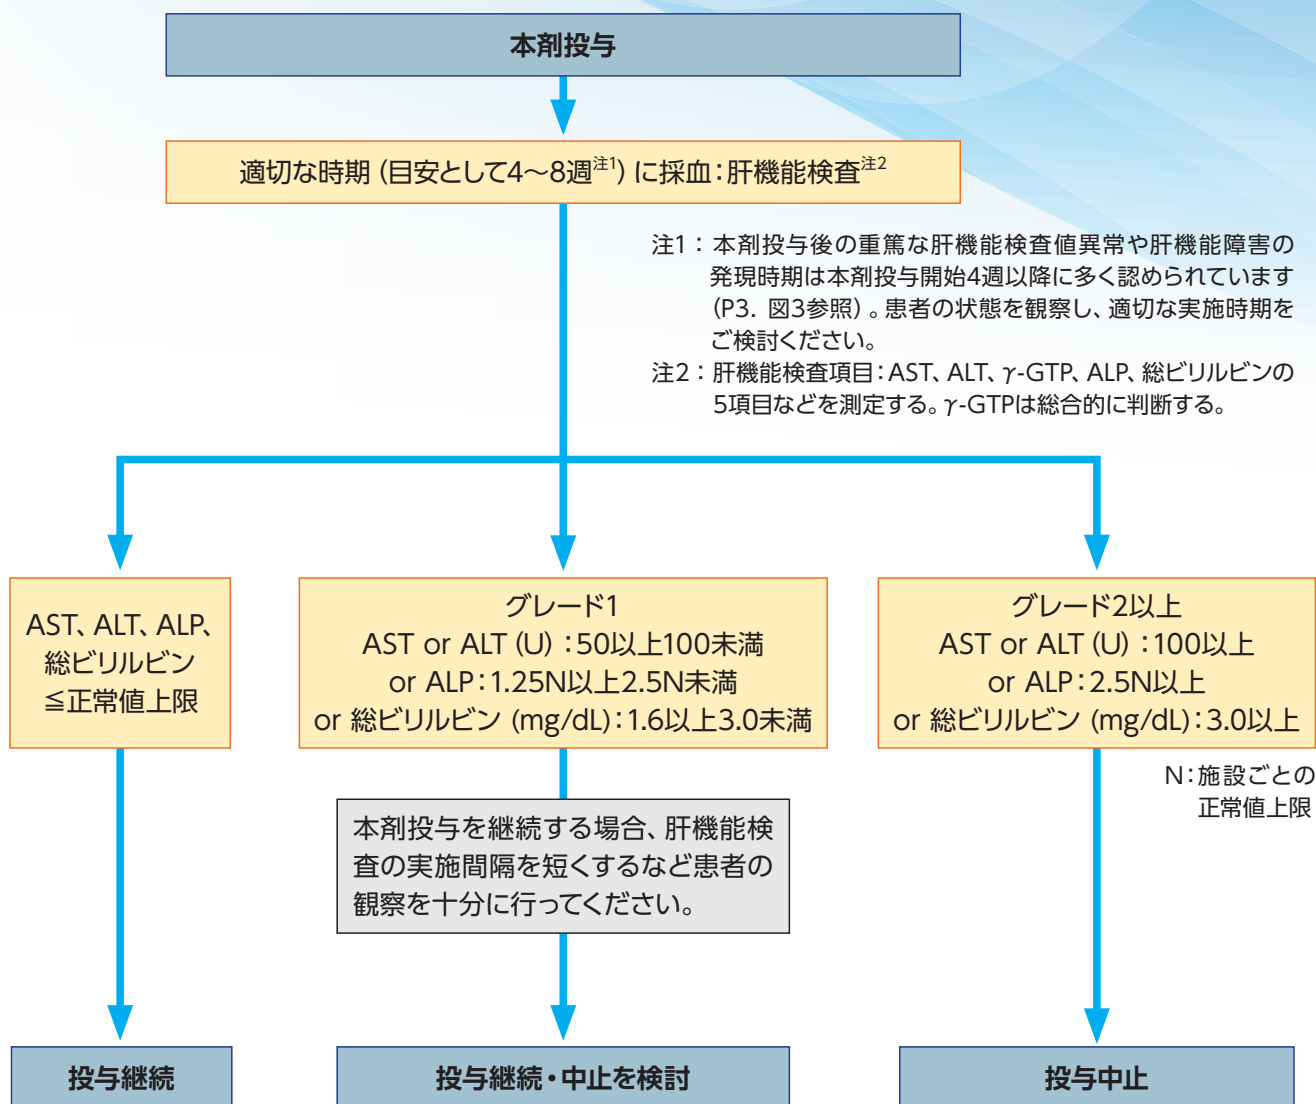 本剤投与
適切な時期 (目安として4～8週注1) に採血：肝機能検査注2
注1：本剤投与後の重篤な肝機能検査値異常や肝機能障害の
発現時期は本剤投与開始4週以降に多く認められています
(P3. 図3参照) 。患者の状態を観察し、適切な実施時期を
ご検討ください。
注2：肝機能検査項目：AST、ALT、γ-GTP、ALP、総ビリルビンの
5項目などを測定する。γ-GTPは総合的に判断する。
AST、ALT、ALP、
総ビリルビン
≦正常値上限
グレード1
AST or ALT (U) ：50以上100未満
or ALP：1.25N以上2.5N未満
or 総ビリルビン (mg/dL)：1.6以上3.0未満
グレード2以上
AST or ALT (U) ：100以上
or ALP：2.5N以上
or 総ビリルビン (mg/dL)：3.0以上
N：施設ごとの
正常値上限
本剤投与を継続する場合、肝機能検
査の実施間隔を短くするなど患者の
観察を十分に行ってください。
投与継続
投与継続・中止を検討
投与中止